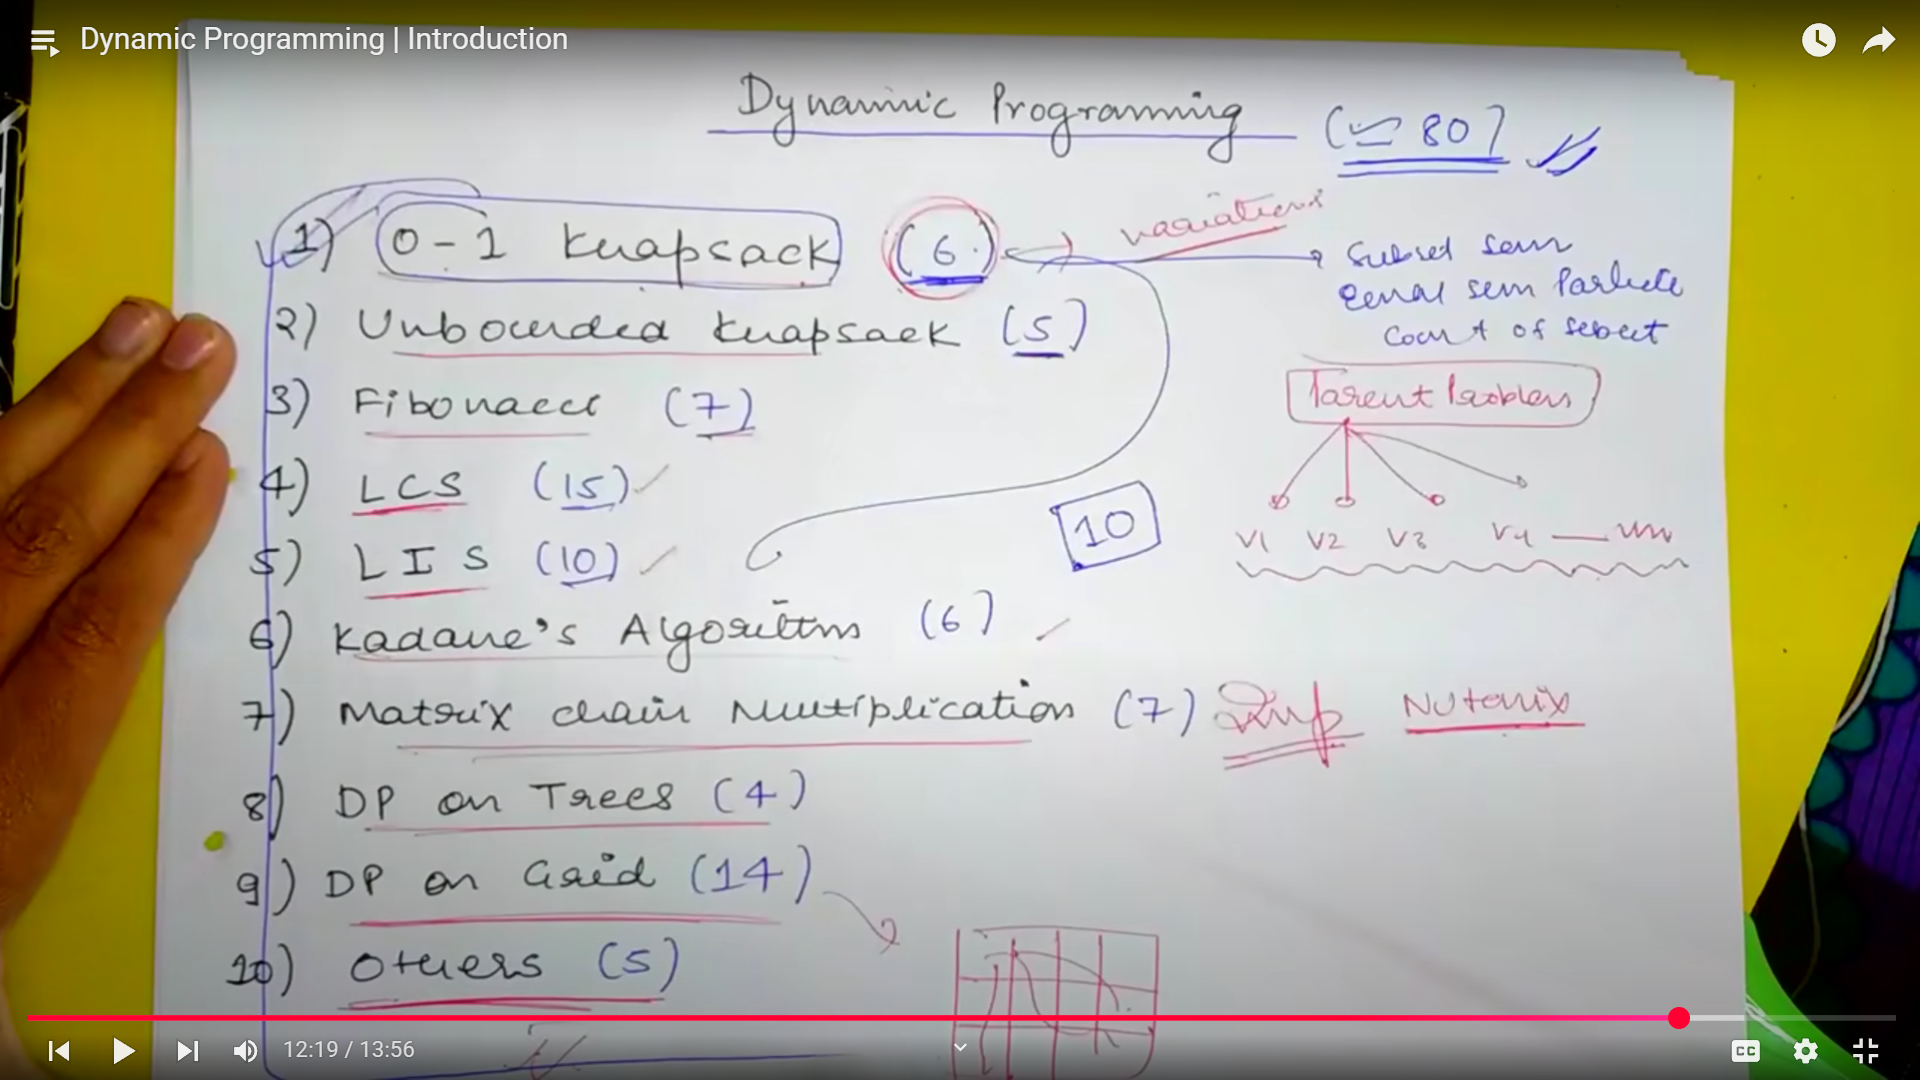 Dynamic Programming | Introduction
Dynamic Programming (≃ 80)
1) 0-1 Knapsack (6) variations
Subset sum
Equal sum Partition
Count of subset
2) Unbounded Knapsack (5)
Parent Problem
3) Fibonacci (7)
4) LCS (15)
10
V1 V2 V3 V4
5) LIS (10)
6) Kadane's Algorithm (6)
7) Matrix chain Multiplication (7) Imp Nutanix
8) DP on Trees (4)
9) DP on Grid (14)
10) Others (5)
12:19 / 13:56
CC